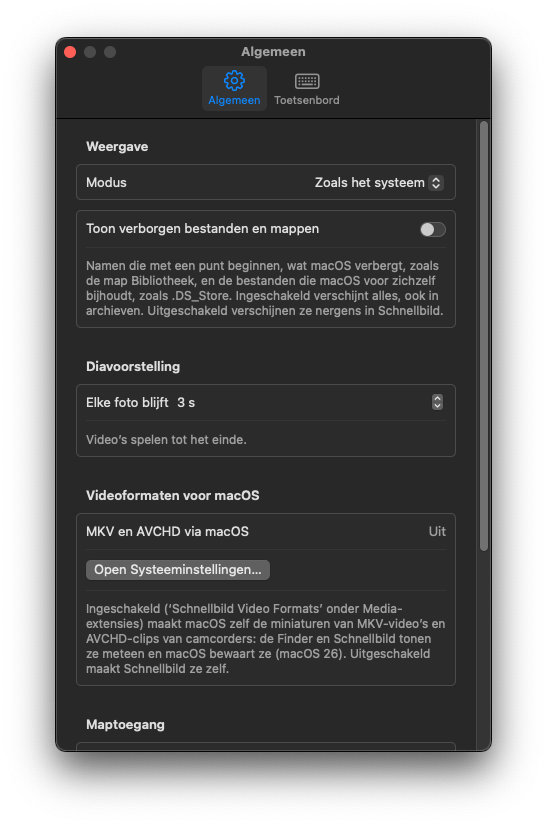 Algemeen
Algemeen
Toetsenbord
Weergave
Modus
Zoals het systeem
Toon verborgen bestanden en mappen
Namen die met een punt beginnen, wat macOS verbergt, zoals
de map Bibliotheek, en de bestanden die macOS voor zichzelf
bijhoudt, zoals .DS_Store. Ingeschakeld verschijnt alles, ook in
archieven. Uitgeschakeld verschijnen ze nergens in Schnellbild.
Diavoorstelling
Elke foto blijft 3 s
Video’s spelen tot het einde.
Videoformaten voor macOS
MKV en AVCHD via macOS
Uit
Open Systeeminstellingen...
Ingeschakeld (‘Schnellbild Video Formats’ onder Media-
extensies) maakt macOS zelf de miniaturen van MKV-video’s en
AVCHD-clips van camcorders: de Finder en Schnellbild tonen
ze meteen en macOS bewaart ze (macOS 26). Uitgeschakeld
maakt Schnellbild ze zelf.
Maptoegang